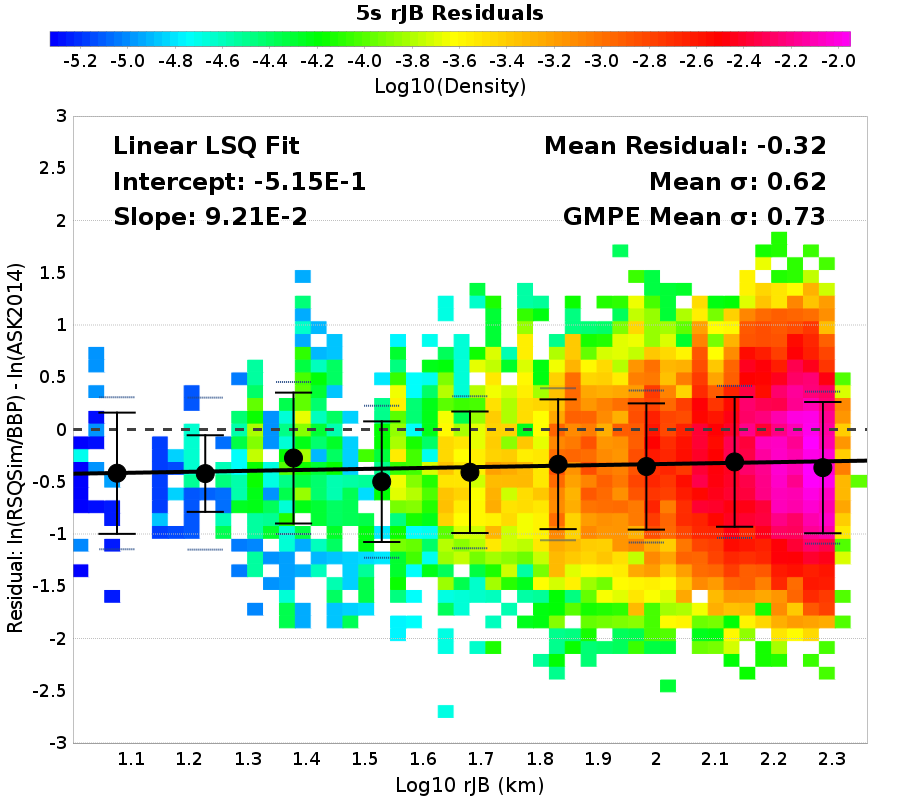 5s rJB Residuals
-5.2 -5.0 -4.8 -4.6 -4.4 -4.2 -4.0 -3.8 -3.6 -3.4 -3.2 -3.0 -2.8 -2.6 -2.4 -2.2 -2.0
Log10(Density)
Linear LSQ Fit
Intercept: -5.15E-1
Slope: 9.21E-2
Mean Residual: -0.32
Mean σ: 0.62
GMPE Mean σ: 0.73
Residual: ln(RSQSim/BBP) - ln(ASK2014)
3
2.5
2
1.5
1
0.5
0
-0.5
-1
-1.5
-2
-2.5
-3
1.1 1.2 1.3 1.4 1.5 1.6 1.7 1.8 1.9 2 2.1 2.2 2.3
Log10 rJB (km)